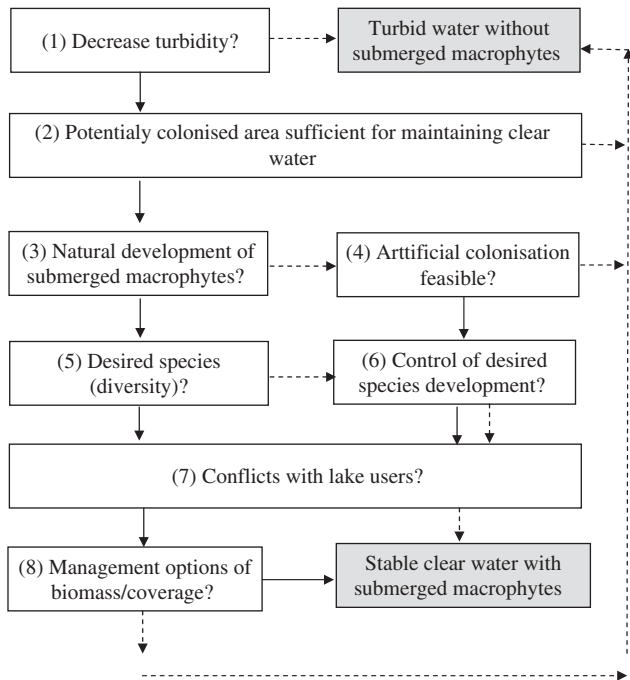 (1) Decrease turbidity?
Turbid water without
submerged macrophytes
(2) Potentialy colonised area sufficient for maintaining clear
water
(3) Natural development of
submerged macrophytes?
(4) Arttificial colonisation
feasible?
(5) Desired species
(diversity)?
(6) Control of desired
species development?
(7) Conflicts with lake users?
(8) Management options of
biomass/coverage?
Stable clear water with
submerged macrophytes